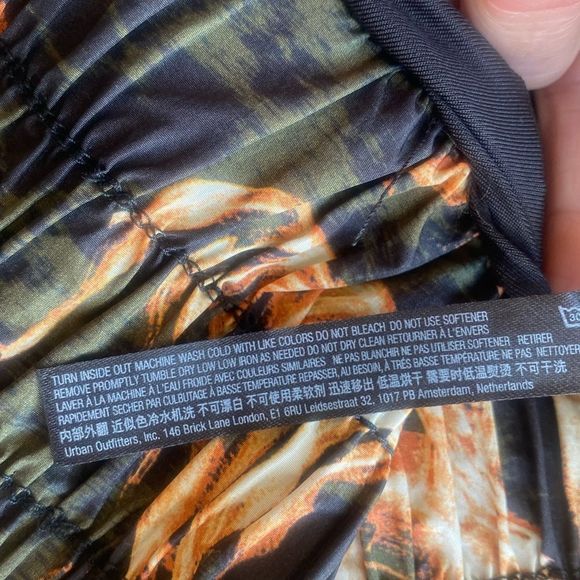 TURN INSIDE OUT MACHINE WASH COLD WITH LIKE COLORS DO NOT BLEACH DO NOT USE SOFTENER
REMOVE PROMPTLY TUMBLE DRY LOW LOW IRON AS NEEDED DO NOT DRY CLEAN RETOURNER À L'ENVERS
LAVER À LA MACHINE À L'EAU FROIDE AVEC COULEURS SIMILAIRES NE PAS BLANCHIR NE PAS UTILISER SOFTENER RETIRER
RAPIDEMENT SECHER PAR CULBUTAGE À BASSE TEMPÉRATURE REPASSER, AU BESOIN, À TRÈS BASSE TEMPÉRATURE NE PAS NETTOYER
内部外翻 近似色冷水机洗 不可漂白 不可使用柔软剂 迅速移出 低温烘干 需要时低温熨烫 不可干洗
Urban Outfitters, Inc. 146 Brick Lane London, E1 6RU Leidsestraat 32, 1017 PB Amsterdam, Netherlands